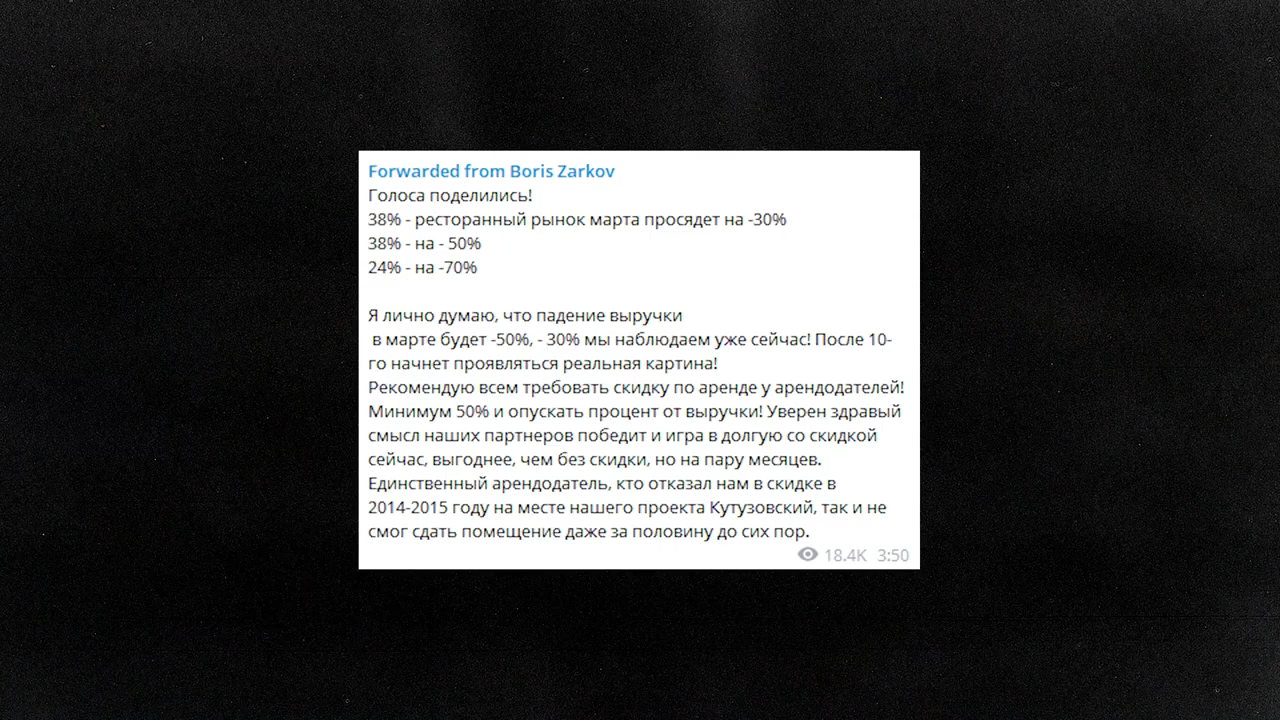 Forwarded from Boris Zarkov
Голоса поделились!
38% - ресторанный рынок марта просядет на -30%
38% - на - 50%
24% - на -70%
Я лично думаю, что падение выручки
в марте будет -50%, - 30% мы наблюдаем уже сейчас! После 10-
го начнет проявляться реальная картина!
Рекомендую всем требовать скидку по аренде у арендодателей!
Минимум 50% и опускать процент от выручки! Уверен здравый
смысл наших партнеров победит и игра в долгую со скидкой
сейчас, выгоднее, чем без скидки, но на пару месяцев.
Единственный арендодатель, кто отказал нам в скидке в
2014-2015 году на месте нашего проекта Кутузовский, так и не
смог сдать помещение даже за половину до сих пор.
18.4K 3:50